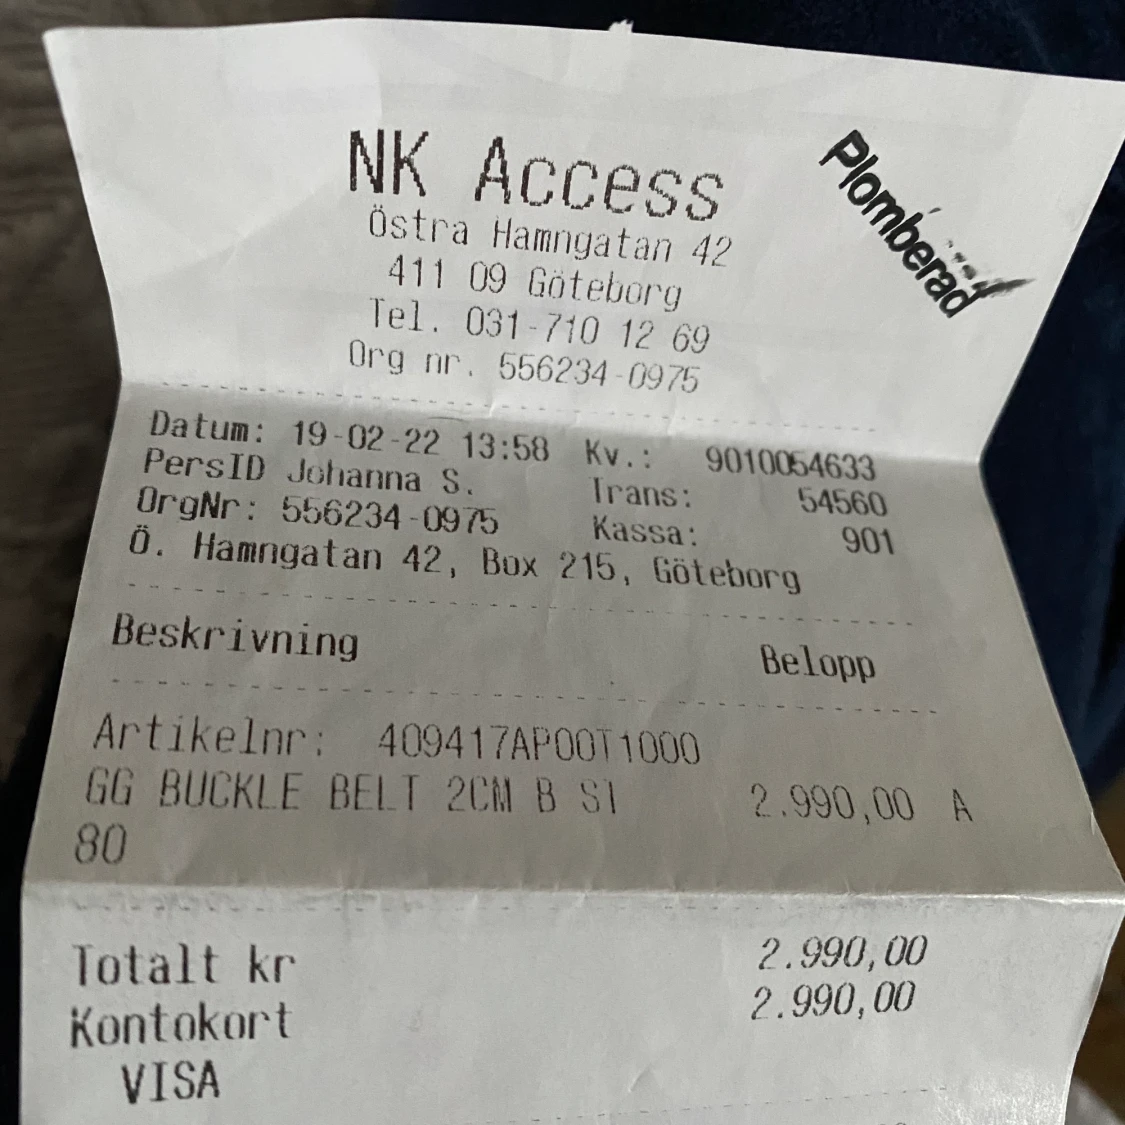 NK Access
Plomberad
Östra Hamngatan 42
411 09 Göteborg
Tel. 031-710 12 69
Org nr. 556234-0975
Datum: 19-02-22 13:58 Kv.: 9010054633
PersID Johanna S. Trans: 54560
OrgNr: 556234-0975 Kassa: 901
Ö. Hamngatan 42, Box 215, Göteborg
Beskrivning Belopp
Artikelnr: 409417AP00T1000
GG BUCKLE BELT 2CM B ST 2.990,00 A
80
Totalt kr 2.990,00
Kontokort 2.990,00
VISA